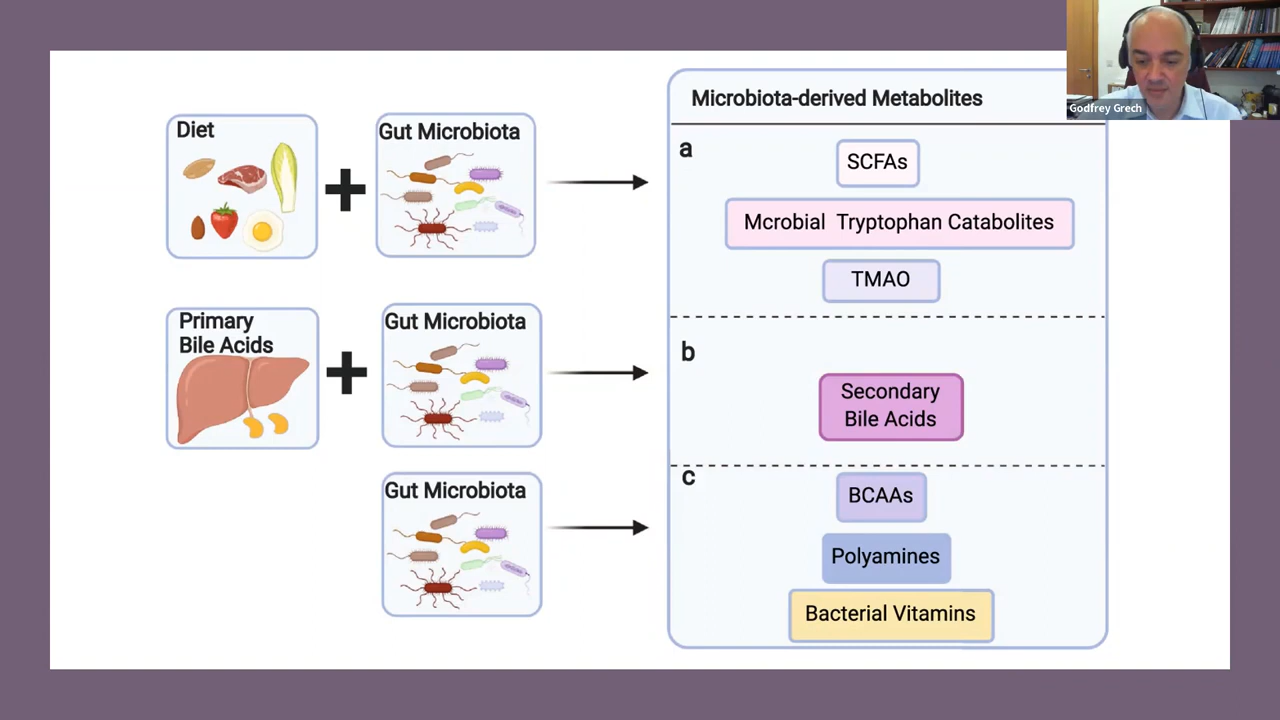 Godfrey Grech
Microbiota-derived Metabolites
Diet
Gut Microbiota
a
SCFAs
Mcrobial Tryptophan Catabolites
TMAO
Primary
Bile Acids
Gut Microbiota
b
Secondary
Bile Acids
Gut Microbiota
c
BCAAs
Polyamines
Bacterial Vitamins